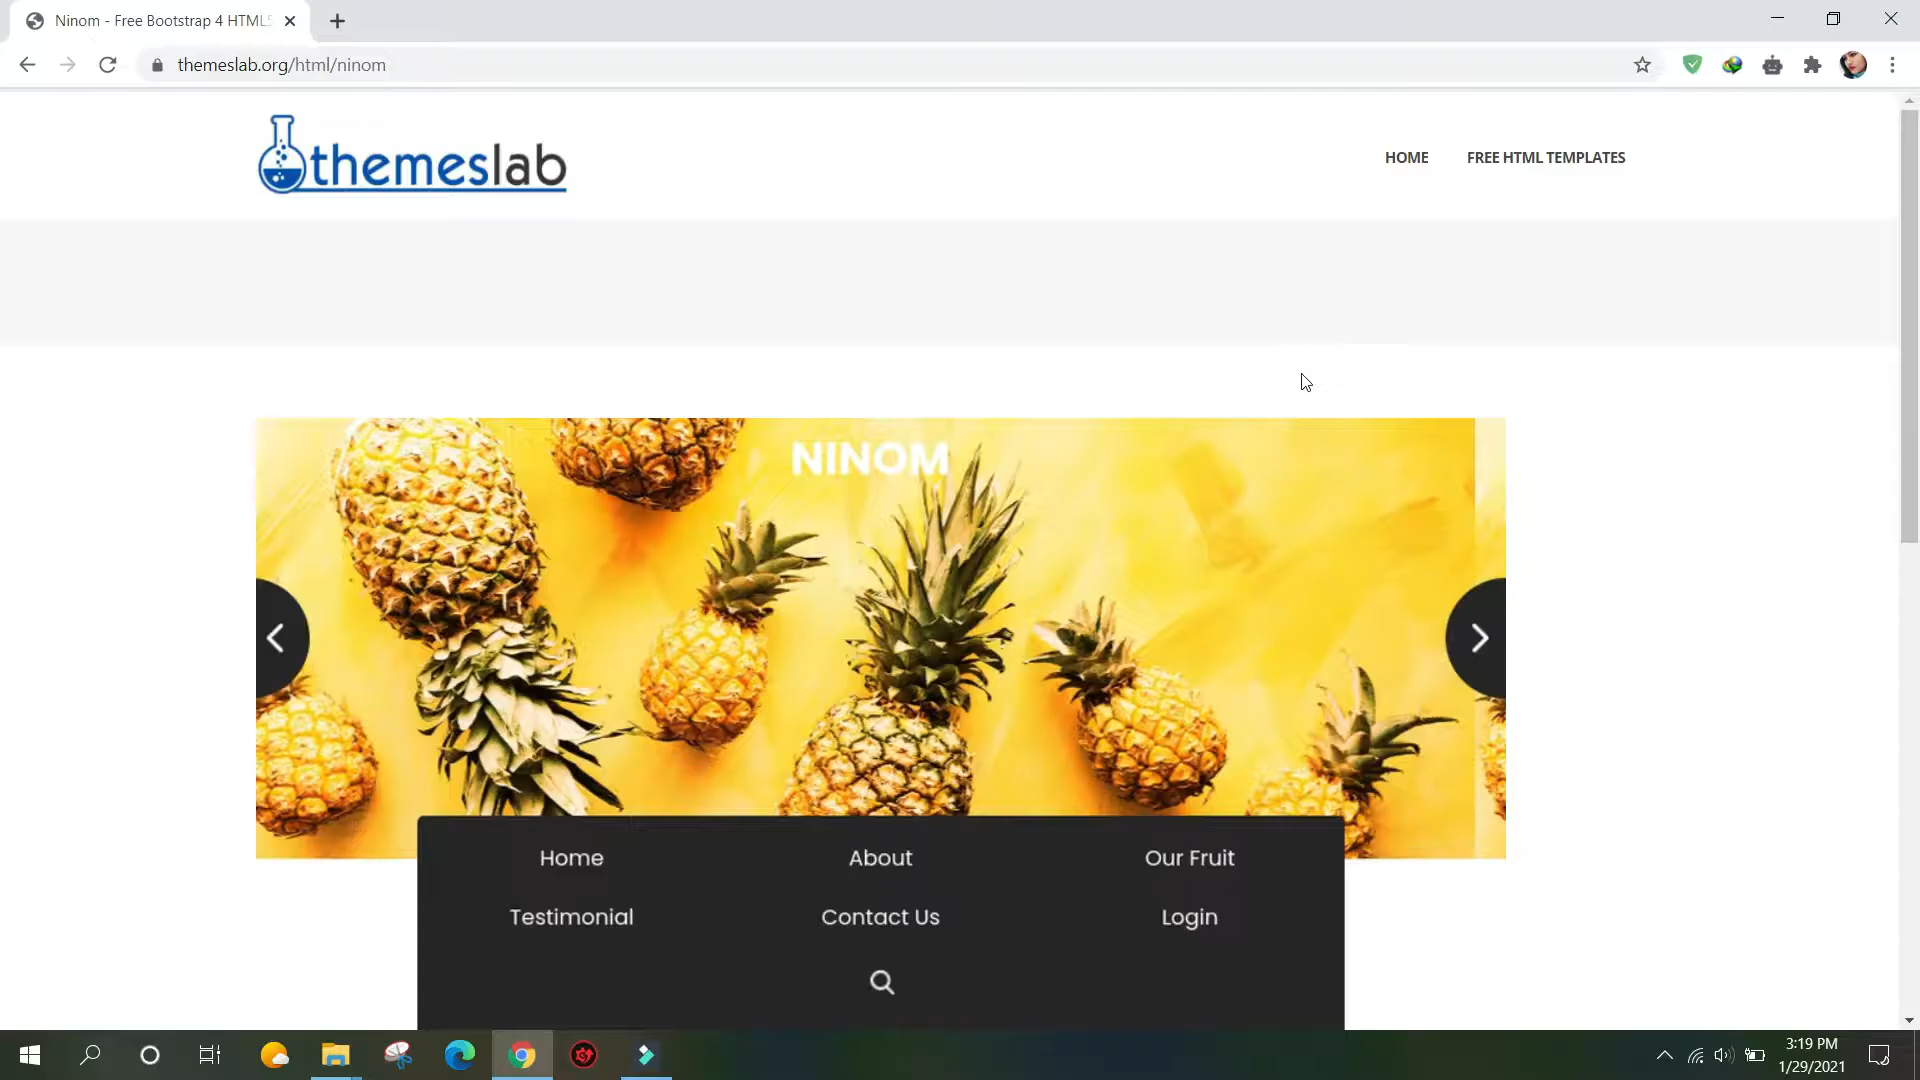 Ninom - Free Bootstrap 4 HTML5
themeslab.org/html/ninom
themeslab
HOME
FREE HTML TEMPLATES
NINOM
Home
About
Our Fruit
Testimonial
Contact Us
Login
3:19 PM
1/29/2021